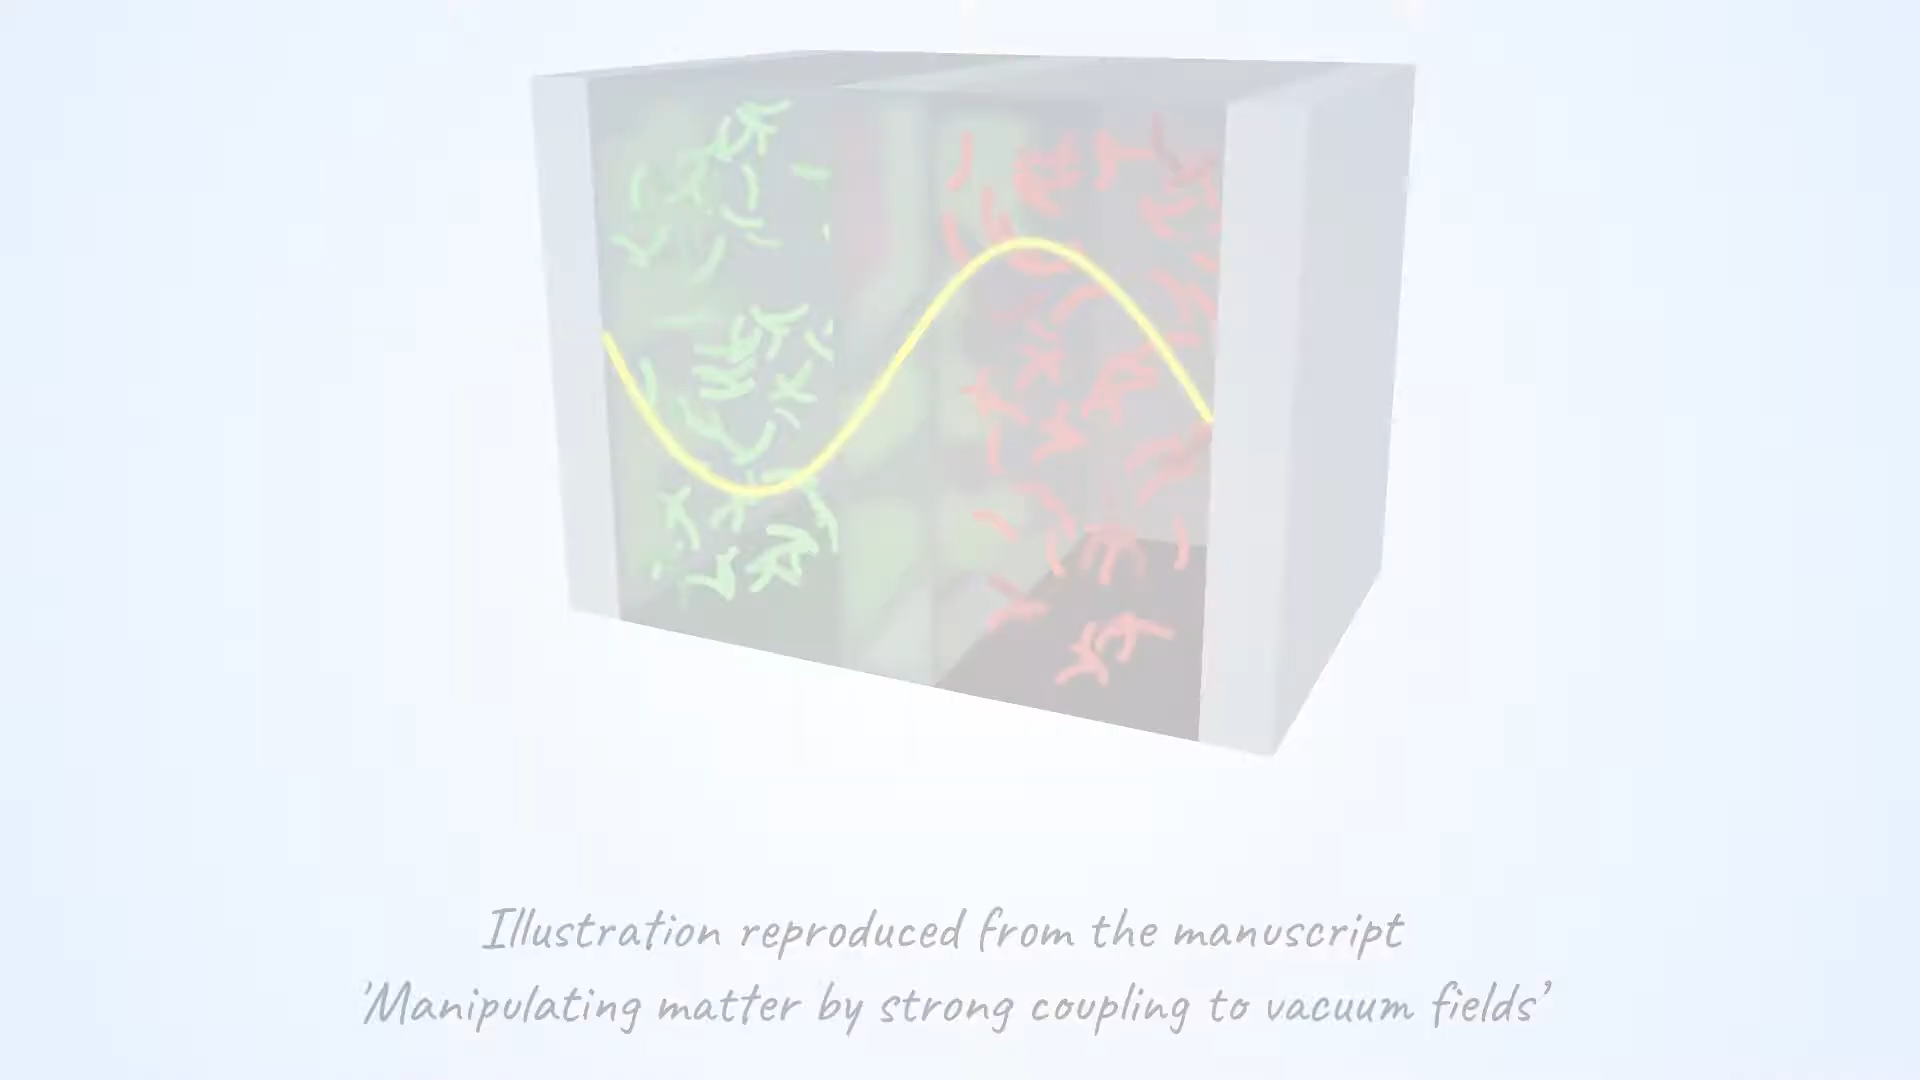 Illustration reproduced from the manuscript
'Manipulating matter by strong coupling to vacuum fields'